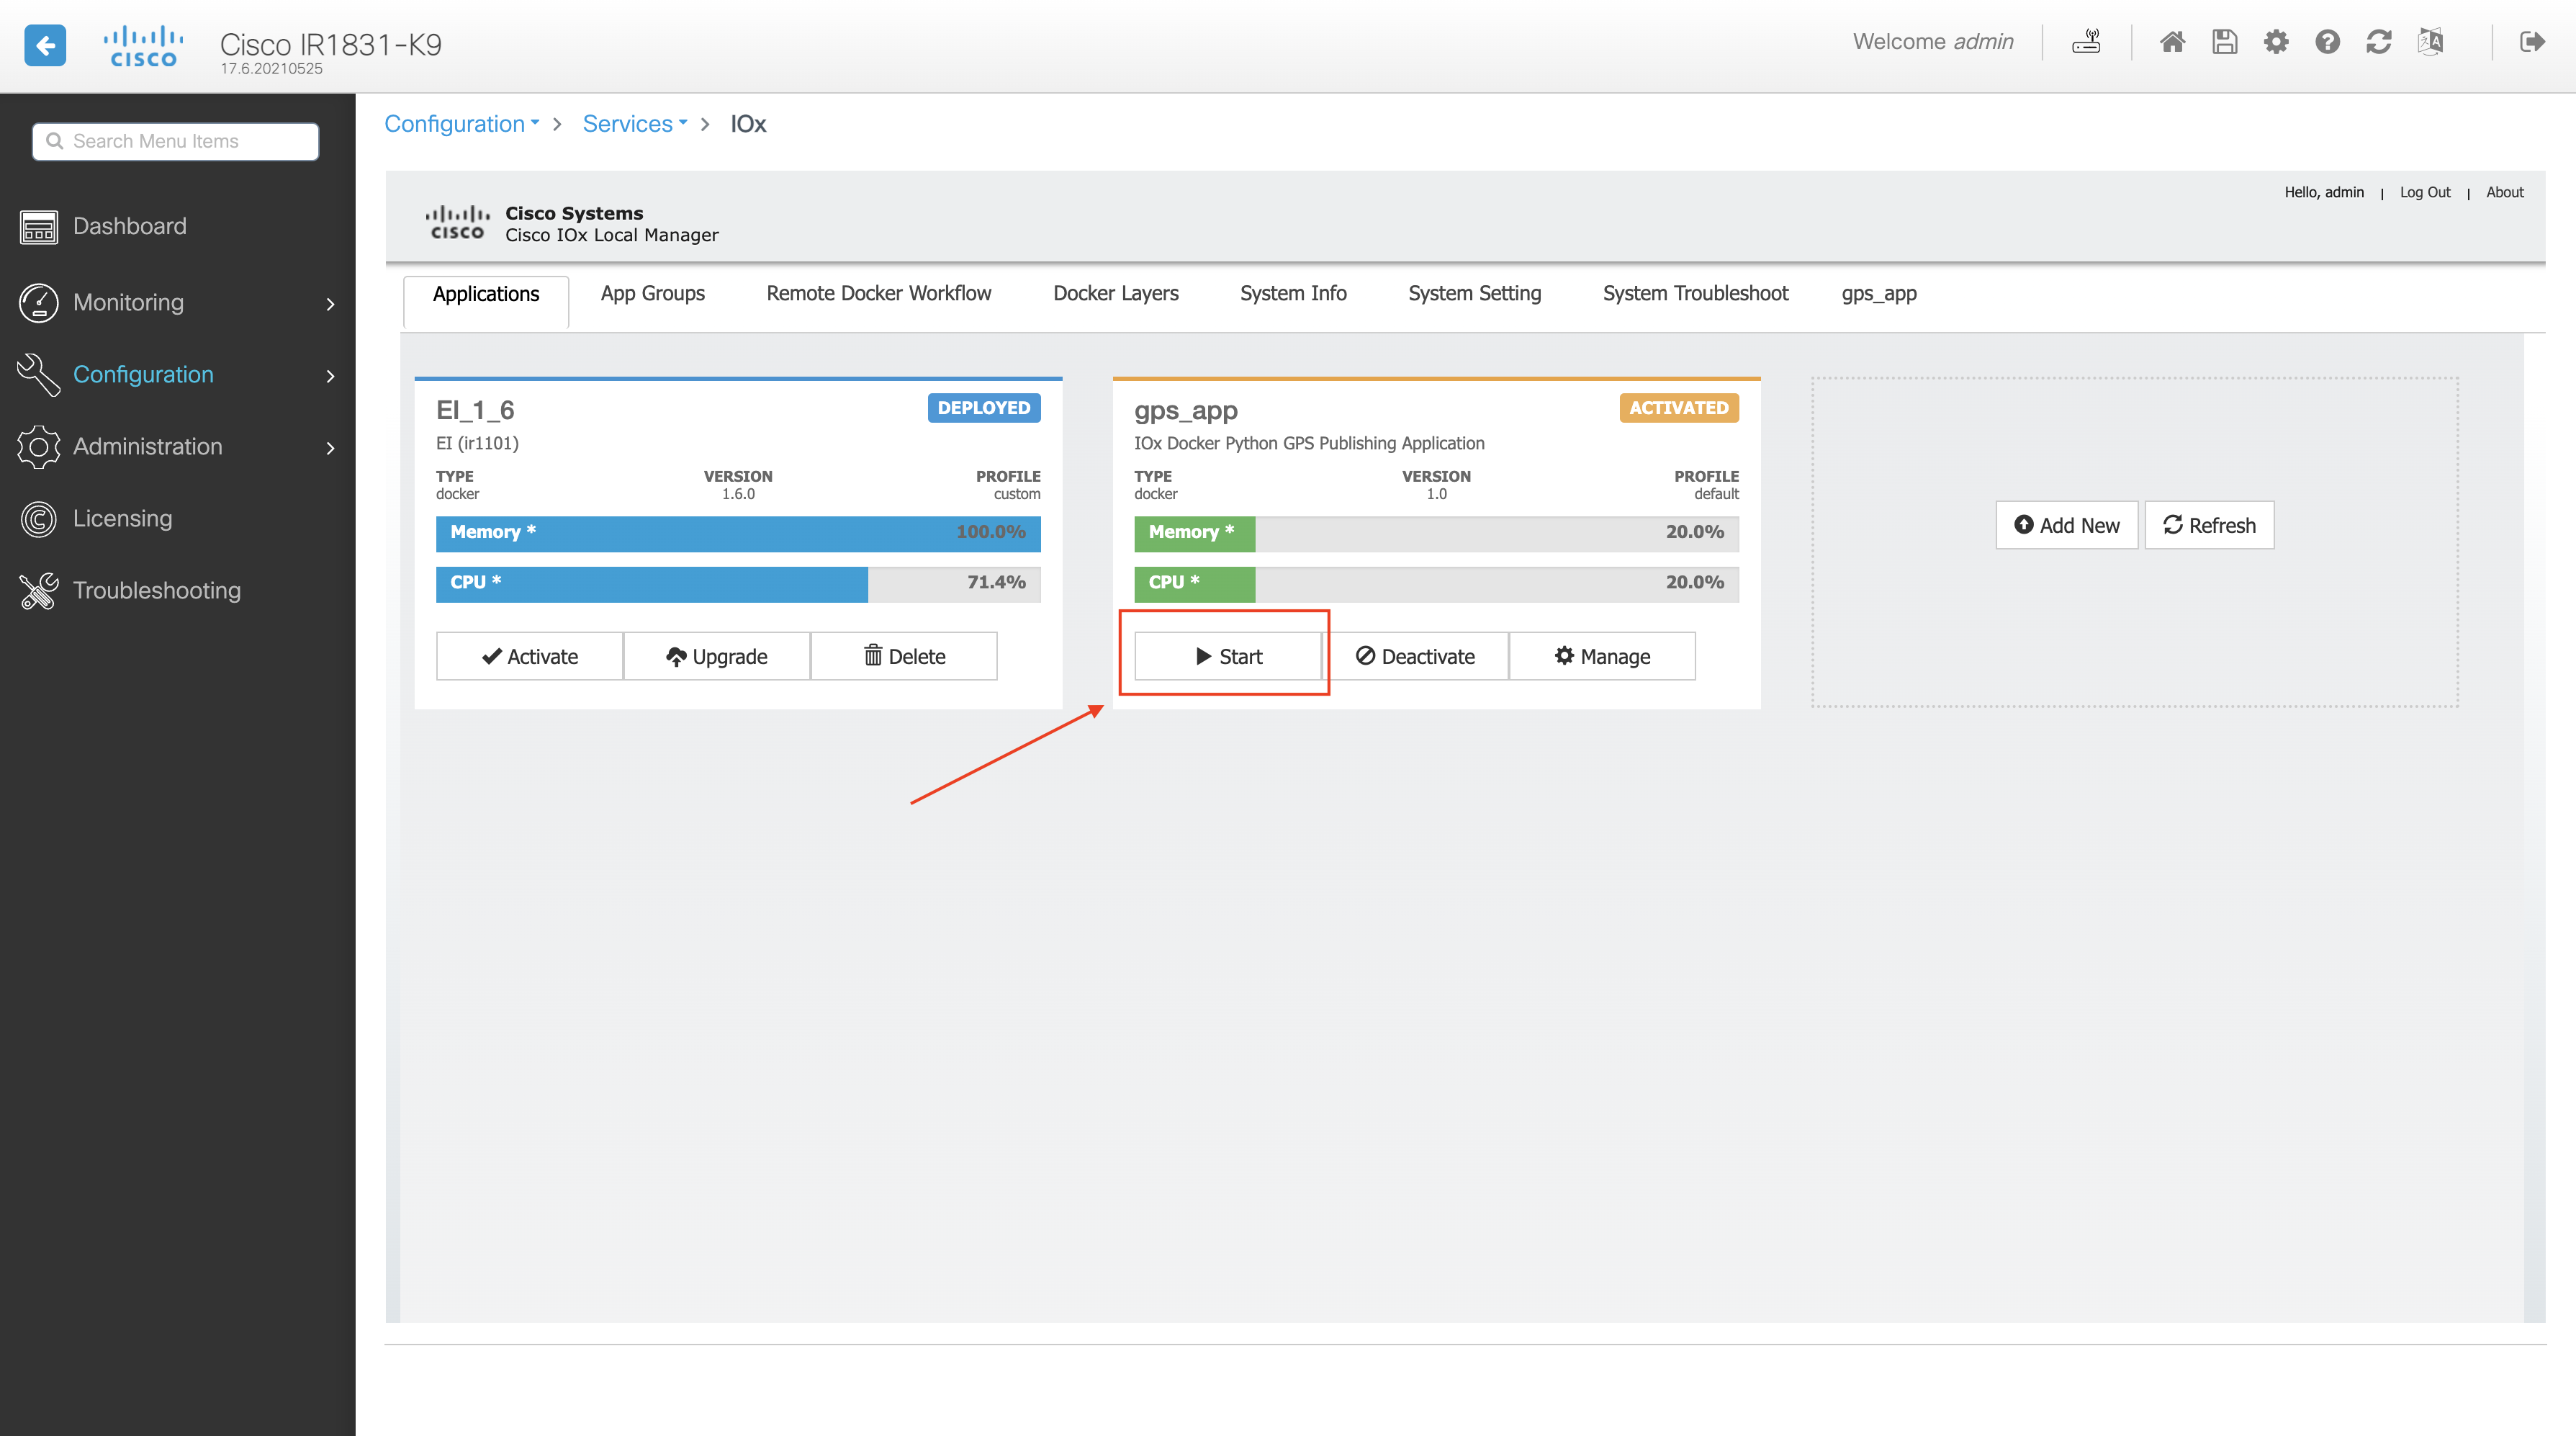 CISCO
Cisco IR1831-K9
17.6.20210525
Welcome admin
Search Menu Items
Dashboard
Monitoring
Configuration
Administration
Licensing
Troubleshooting
Configuration > Services > IOx
Hello, admin | Log Out | About
CISCO
Cisco Systems
Cisco IOx Local Manager
Applications App Groups Remote Docker Workflow Docker Layers System Info System Setting System Troubleshoot gps_app
EI_1_6 DEPLOYED
EI (ir1101)
TYPE VERSION PROFILE
docker 1.6.0 custom
Memory * 100.0%
CPU * 71.4%
Activate Upgrade Delete
gps_app ACTIVATED
IOx Docker Python GPS Publishing Application
TYPE VERSION PROFILE
docker 1.0 default
Memory * 20.0%
CPU * 20.0%
Start Deactivate Manage
Add New Refresh